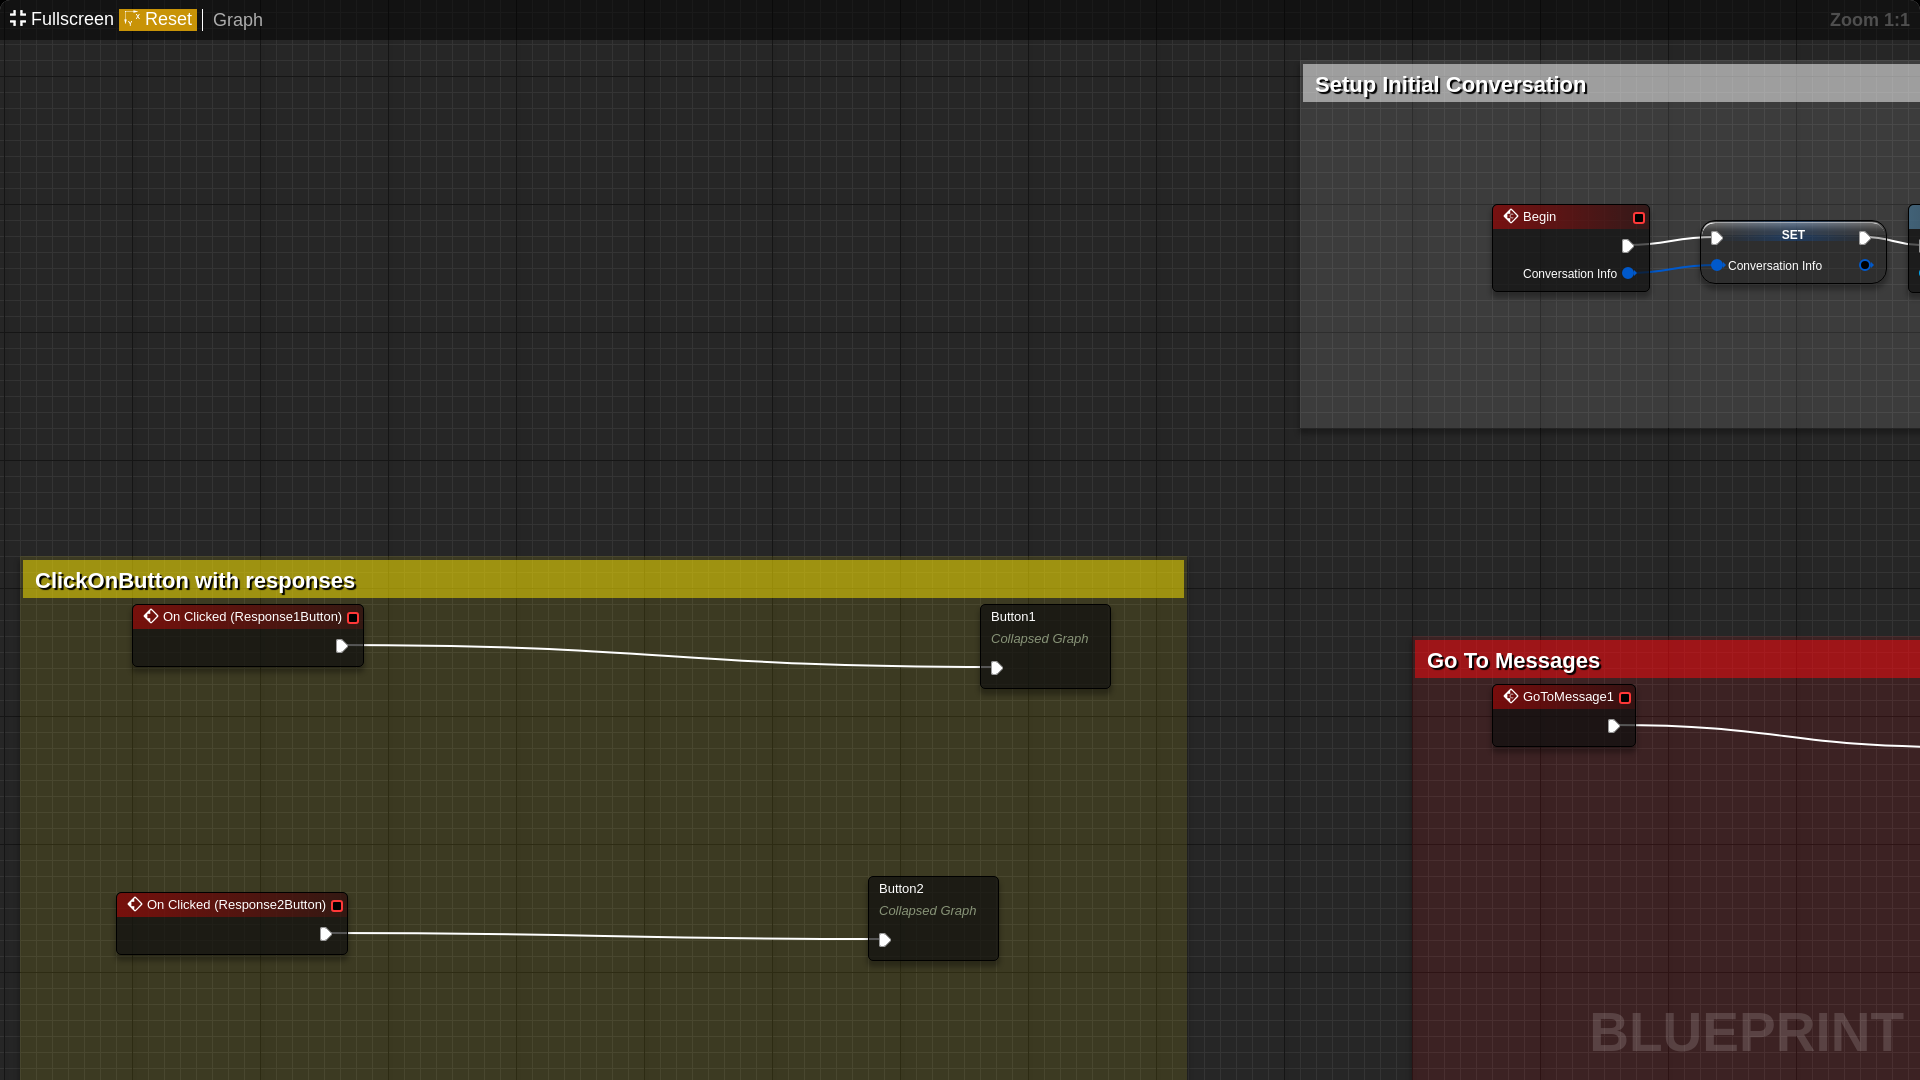 Fullscreen Reset Graph Zoom 1:1
Setup Initial Conversation
Begin
SET
Conversation Info
Conversation Info
ClickOnButton with responses
On Clicked (Response1Button)
Button1
Collapsed Graph
Go To Messages
GoToMessage1
On Clicked (Response2Button)
Button2
Collapsed Graph
BLUEPRINT